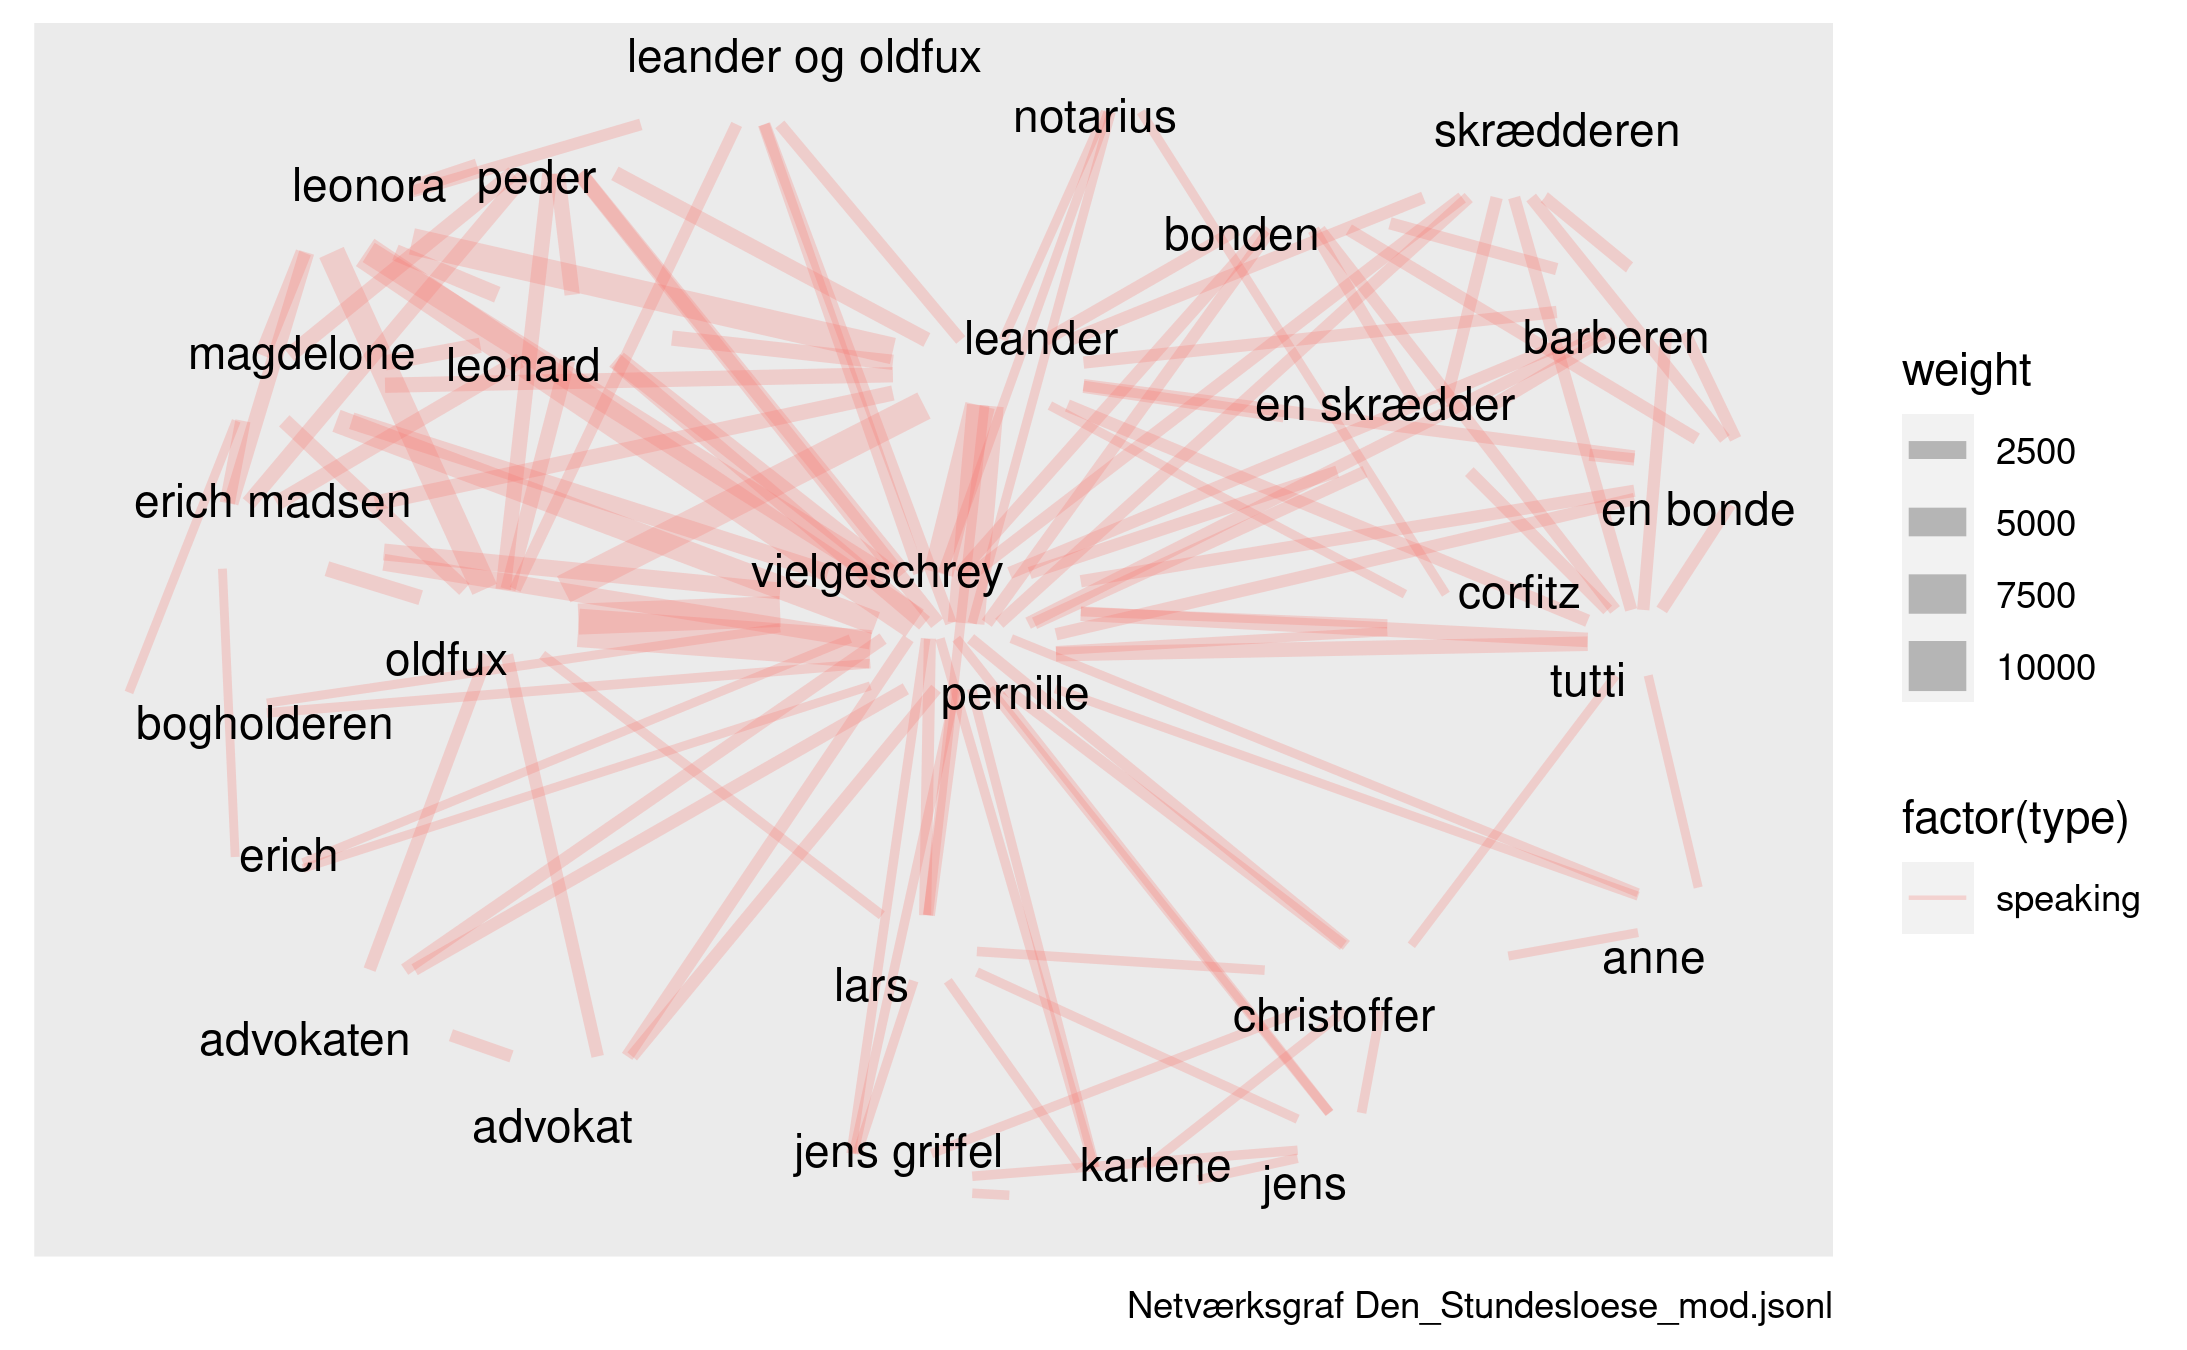 leander og oldfux
notarius
skrædderen
leonora
peder
bonden
leander
barberen
magdelone
leonard
en skrædder
erich madsen
en bonde
vielgeschrey
corfitz
oldfux
tutti
pernille
bogholderen
erich
anne
lars
christoffer
advokaten
advokat
jens griffel
karlene
jens
weight
2500
5000
7500
10000
factor(type)
speaking
Netværksgraf Den_Stundesloese_mod.jsonl